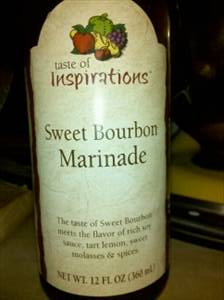 taste of
Inspirations
Sweet Bourbon
Marinade
The taste of Sweet Bourbon
meets the flavor of rich soy
sauce, tart lemon, sweet
molasses & spices.
NET WT. 12 FL OZ (360 mL)